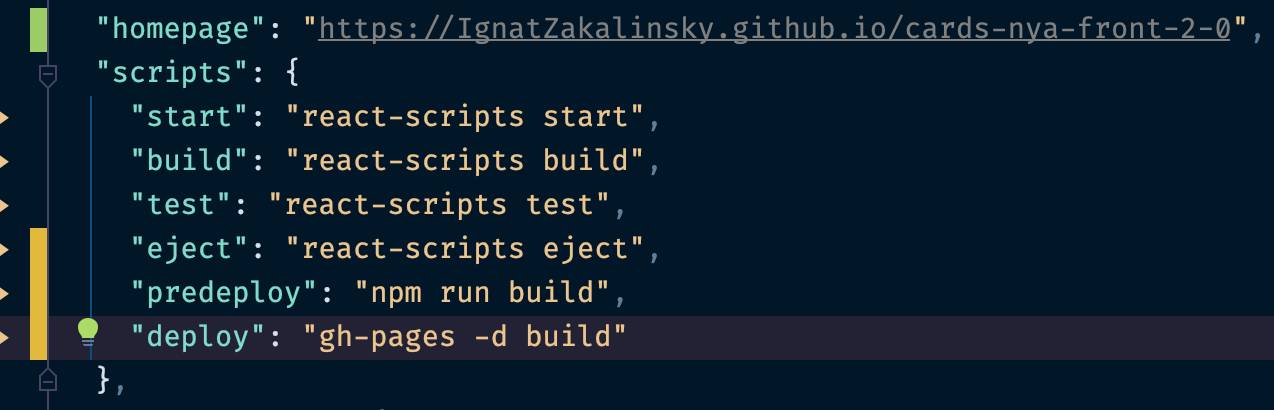 "homepage": "https://IgnatZakalinsky.github.io/cards-nya-front-2-0",
"scripts": {
"start": "react-scripts start",
"build": "react-scripts build",
"test": "react-scripts test",
"eject": "react-scripts eject",
"predeploy": "npm run build",
"deploy": "gh-pages -d build"
},